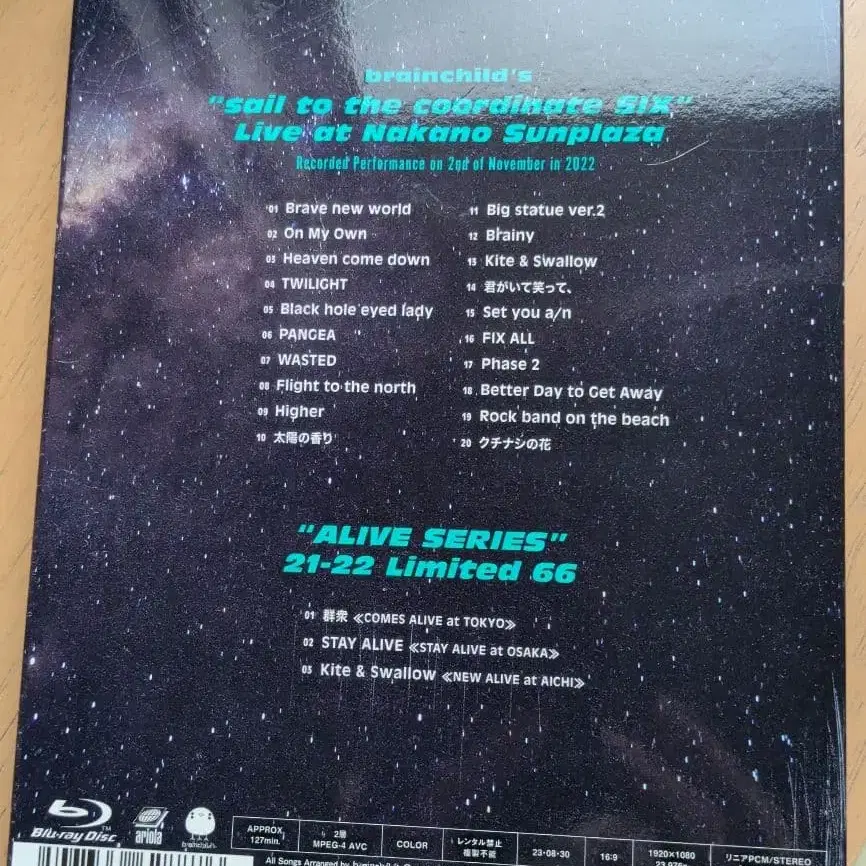 brainchild's
"sail to the coordinate SIX"
Live at Nakano Sunplaza
Recorded Performance on 2nd of November in 2022
01 Brave new world
02 On My Own
03 Heaven come down
04 TWILIGHT
05 Black hole eyed lady
06 PANGEA
07 WASTED
08 Flight to the north
09 Higher
10 太陽の香り
11 Big statue ver.2
12 Brainy
13 Kite & Swallow
14 君がいて笑って、
15 Set you a/n
16 FIX ALL
17 Phase 2
18 Better Day to Get Away
19 Rock band on the beach
20 クチナシの花
"ALIVE SERIES"
21-22 Limited 66
01 群衆 ≪COMES ALIVE at TOKYO≫
02 STAY ALIVE ≪STAY ALIVE at OSAKA≫
03 Kite & Swallow ≪NEW ALIVE at AICHI≫
Blu-ray Disc
ariola
brainchild's
APPROX.
127min.
2層
MPEG-4 AVC
COLOR
レンタル禁止
複製不能
23・08・30
16:9
1920×1080
23.976p
リニアPCM/STEREO
All Songs Arranged by brainchild's